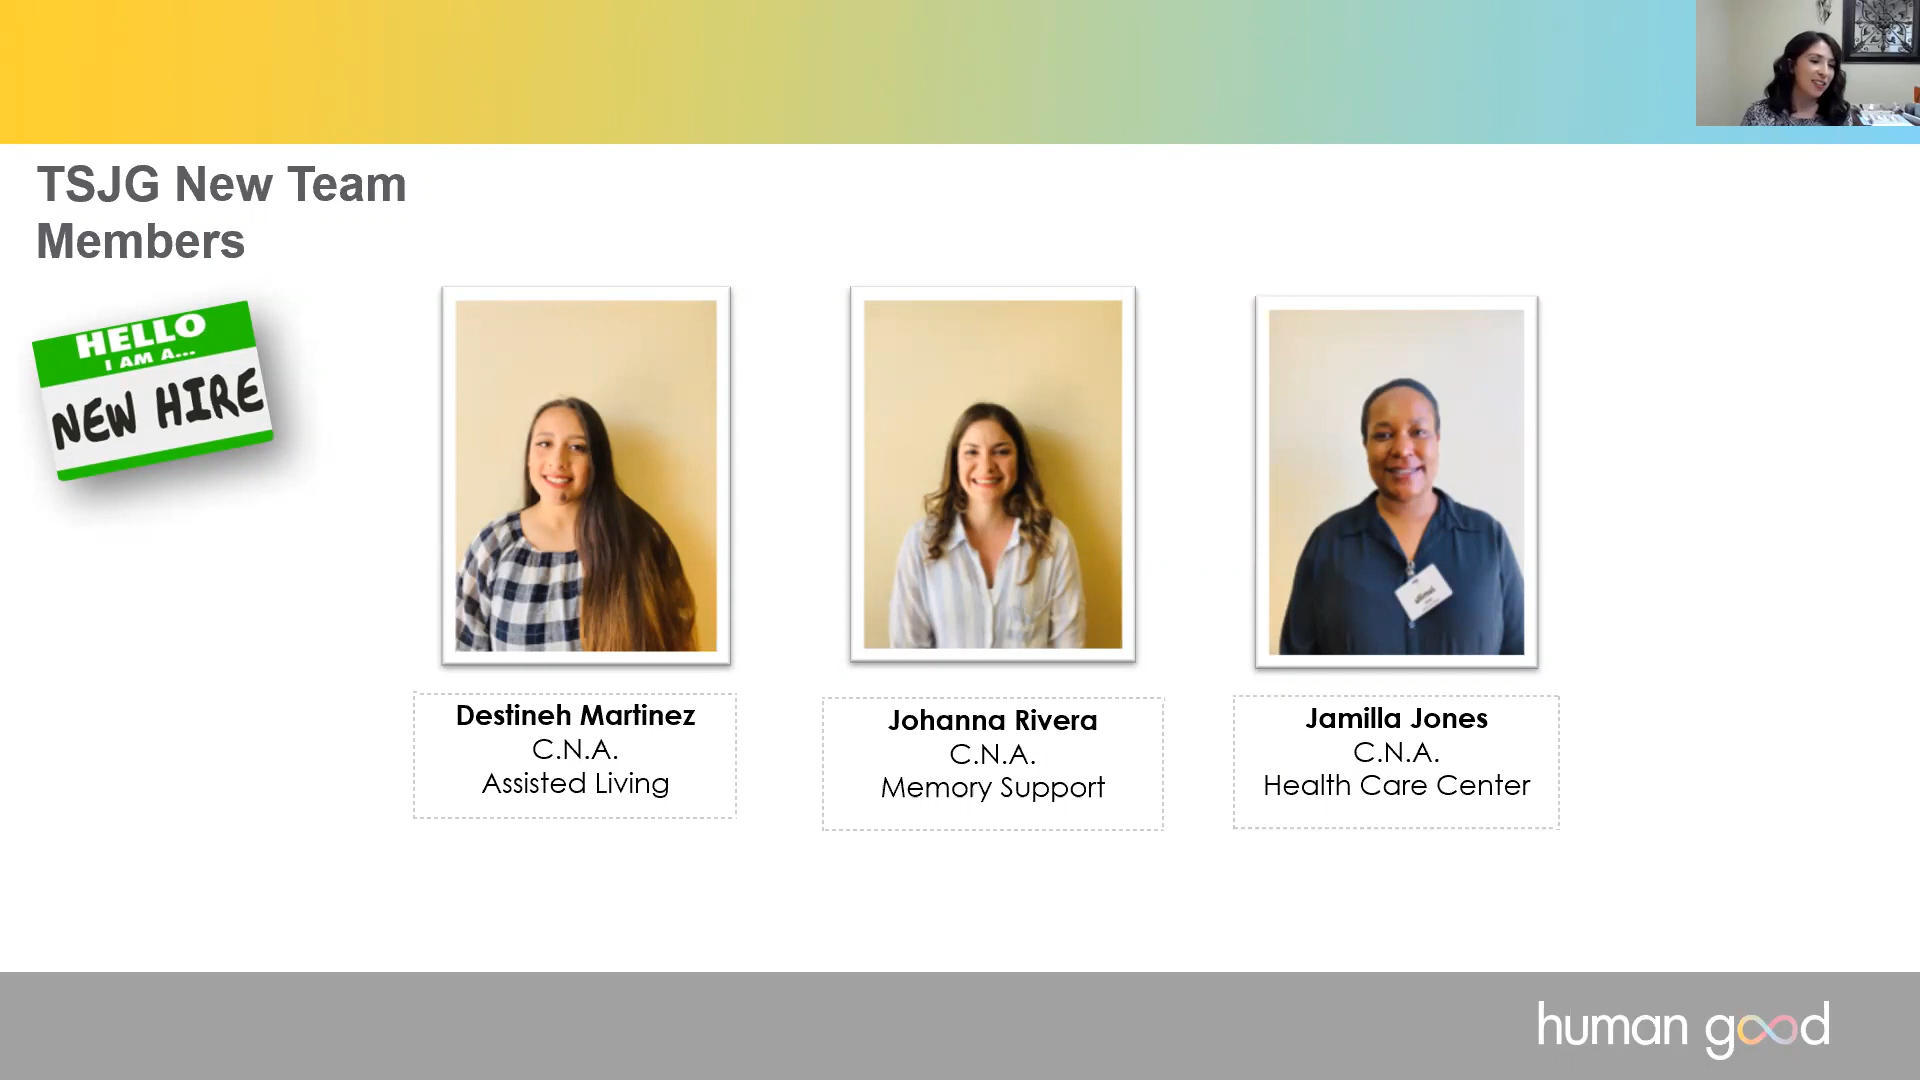 TSJG New Team
Members
HELLO
I AM A...
NEW HIRE
Destineh Martinez
C.N.A.
Assisted Living
Johanna Rivera
C.N.A.
Memory Support
Jamilla Jones
C.N.A.
Health Care Center
human good